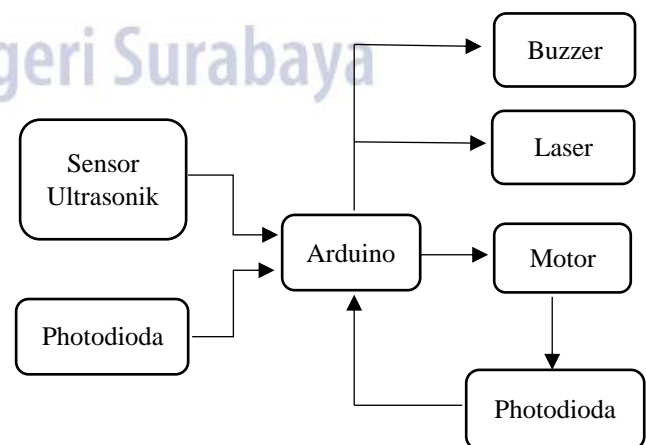 geri Surabaya
Buzzer
Laser
Sensor
Ultrasonik
Arduino
Motor
Photodioda
Photodioda